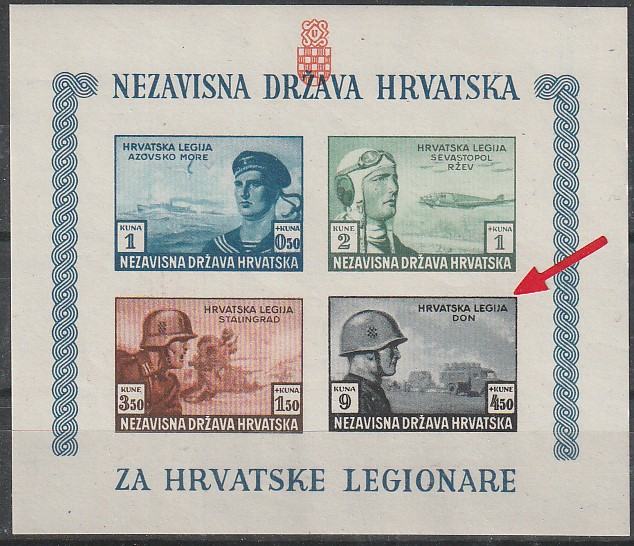 U
NEZAVISNA DRŽAVA HRVATSKA
HRVATSKA LEGIJA
AZOVSKO MORE
KUNA
1
+KUNA
0.50
NEZAVISNA DRŽAVA HRVATSKA
HRVATSKA LEGIJA
SEVASTOPOL
RŽEV
KUNE
2
+KUNA
1
NEZAVISNA DRŽAVA HRVATSKA
HRVATSKA LEGIJA
STALINGRAD
KUNE
3.50
+KUNA
1.50
NEZAVISNA DRŽAVA HRVATSKA
HRVATSKA LEGIJA
DON
KUNA
9
+KUNE
4.50
NEZAVISNA DRŽAVA HRVATSKA
ZA HRVATSKE LEGIONARE